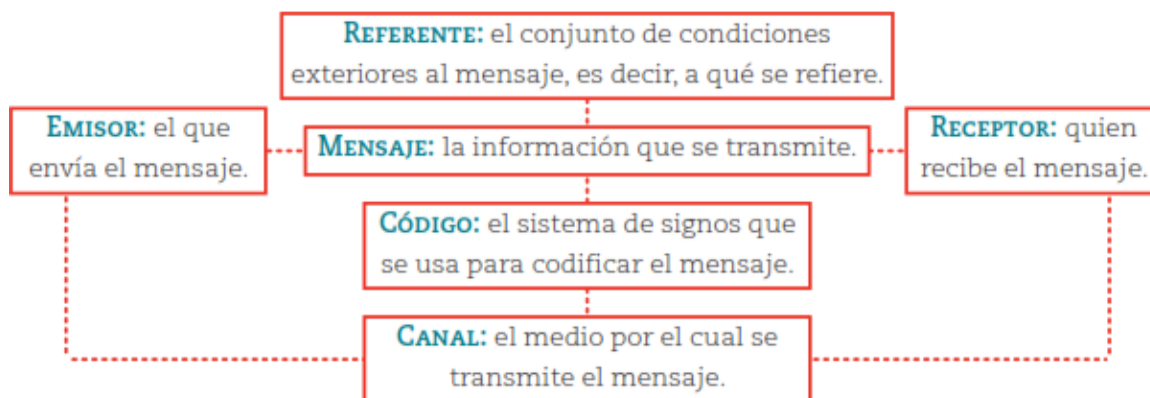 REFERENTE: el conjunto de condiciones
exteriores al mensaje, es decir, a qué se refiere.
EMISOR: el que
envía el mensaje.
MENSAJE: la información que se transmite.
RECEPTOR: quien
recibe el mensaje.
CÓDIGO: el sistema de signos que
se usa para codificar el mensaje.
CANAL: el medio por el cual se
transmite el mensaje.